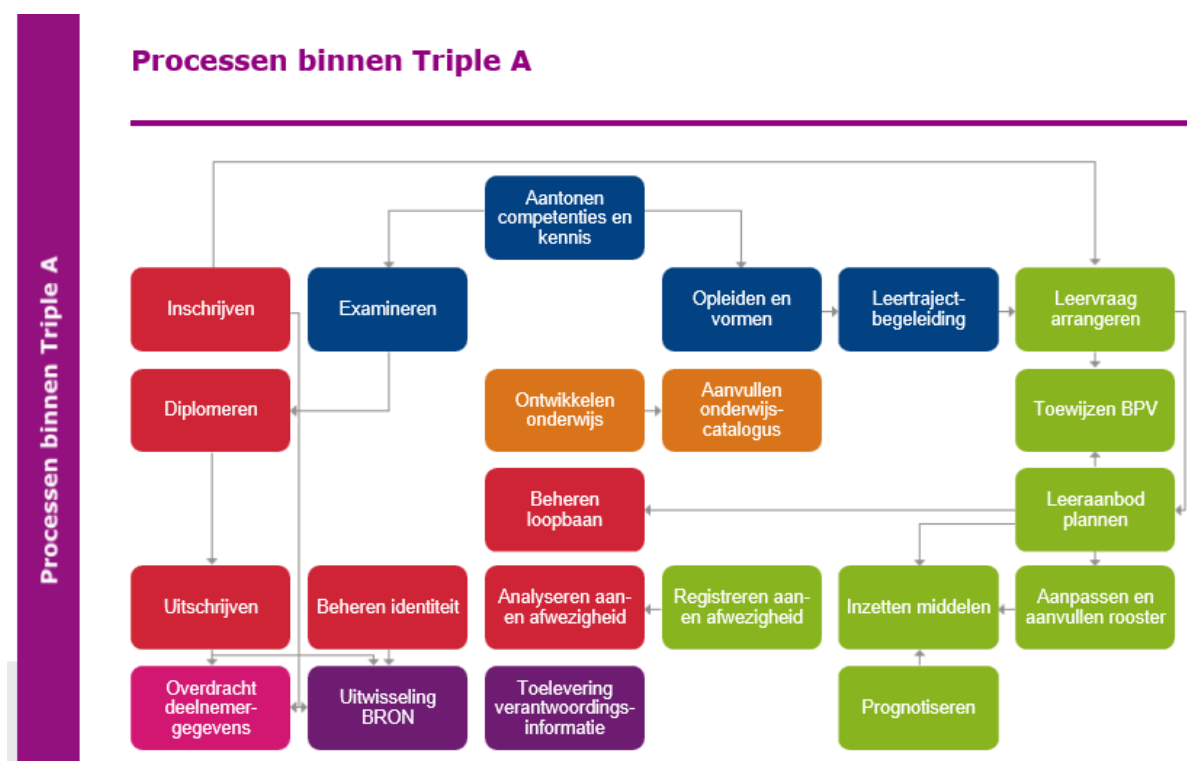 Processen binnen Triple A
Processen binnen Triple A
Aantonen
competenties en
kennis
Inschrijven
Examineren
Opleiden en
vormen
Leertraject-
begeleiding
Leervraag
arrangeren
Diplomeren
Ontwikkelen
onderwijs
Aanvullen
onderwijs-
catalogus
Toewijzen BPV
Beheren
loopbaan
Leeraanbod
plannen
Uitschrijven
Beheren identiteit
Analyseren aan-
en afwezigheid
Registreren aan-
en afwezigheid
Inzetten middelen
Aanpassen en
aanvullen rooster
Overdracht
deelnemer-
gegevens
Uitwisseling
BRON
Toelevering
verantwoordings-
informatie
Prognotiseren